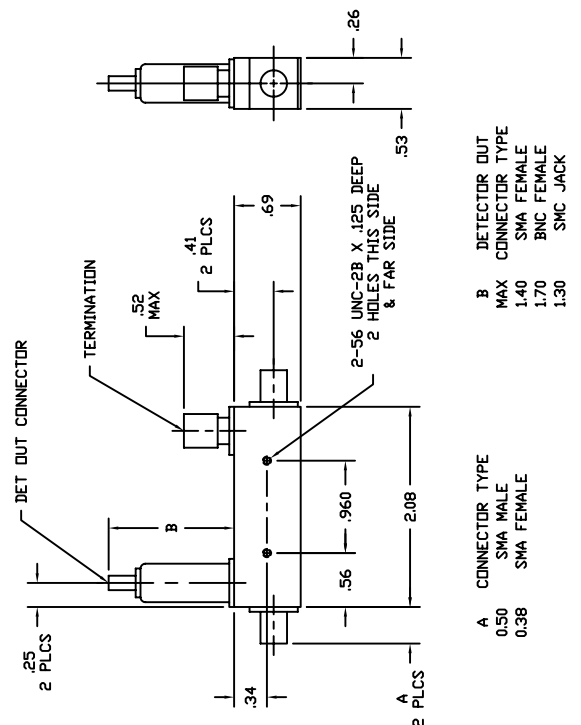 DET OUT CONNECTOR
TERMINATION
.25
2 PLCS
B
.52
MAX
.41
2 PLCS
.69
.26
.53
.34
.56
.960
2.08
A
2 PLCS
2-56 UNC-2B X .125 DEEP
2 HOLES THIS SIDE
& FAR SIDE
A CONNECTOR TYPE
0.50 SMA MALE
0.38 SMA FEMALE
B DETECTOR OUT
MAX CONNECTOR TYPE
1.40 SMA FEMALE
1.70 BNC FEMALE
1.30 SMC JACK